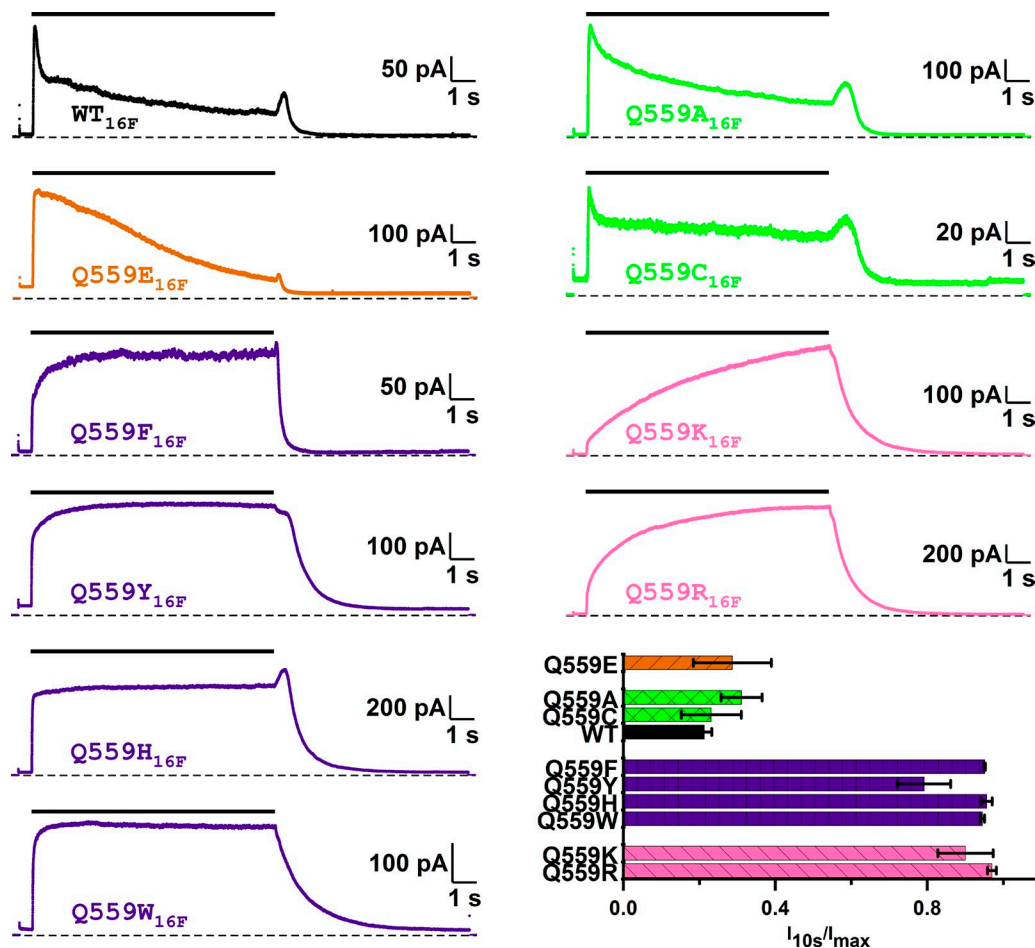 50 pA
1 s
WT16F
100 pA
1 s
Q559A16F
100 pA
1 s
Q559E16F
20 pA
1 s
Q559C16F
50 pA
1 s
Q559F16F
100 pA
1 s
Q559K16F
100 pA
1 s
Q559Y16F
200 pA
1 s
Q559R16F
200 pA
1 s
Q559H16F
100 pA
1 s
Q559W16F
Q559E
Q559A
Q559C
WT
Q559F
Q559Y
Q559H
Q559W
Q559K
Q559R
0.0 0.4 0.8
I10s/Imax